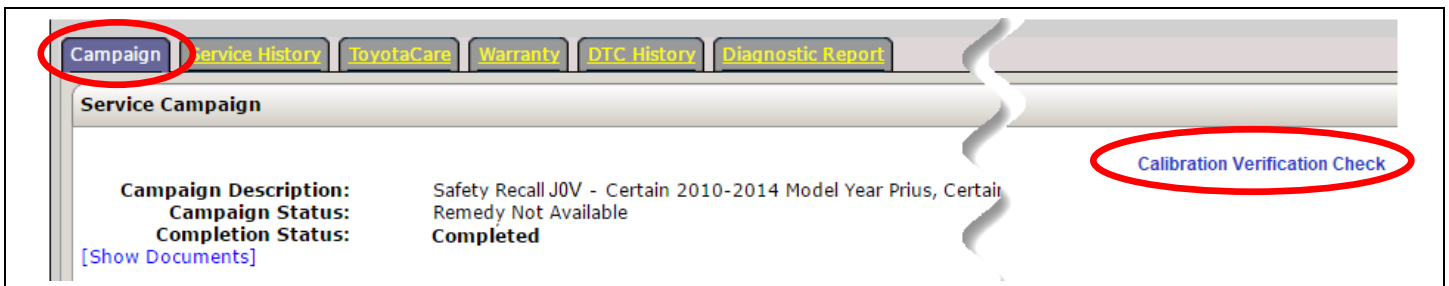 Campaign Service History ToyotaCare Warranty DTC History Diagnostic Report
Service Campaign
Calibration Verification Check
Campaign Description: Safety Recall J0V - Certain 2010-2014 Model Year Prius, Certain
Campaign Status: Remedy Not Available
Completion Status: Completed
[Show Documents]